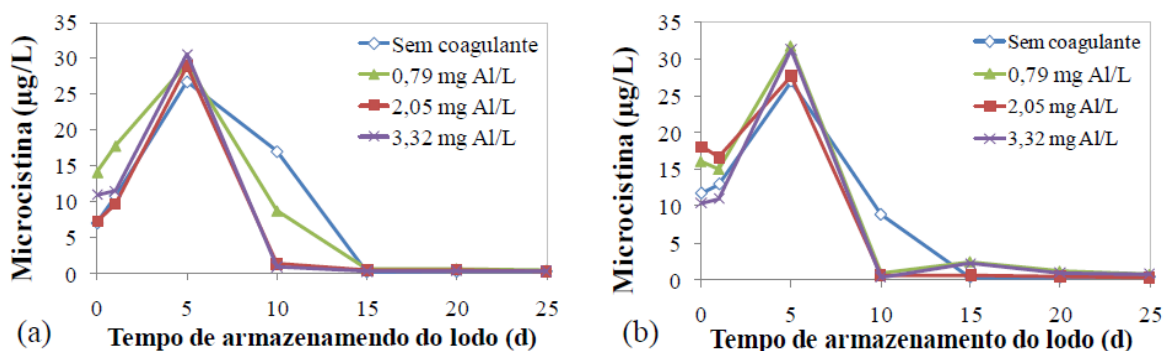 35
30
25
20
15
10
5
0
Microcistina (µg/L)
Sem coagulante
0,79 mg Al/L
2,05 mg Al/L
3,32 mg Al/L
0 5 10 15 20 25
(a) Tempo de armazenamendo do lodo (d)
35
30
25
20
15
10
5
0
Microcistina (µg/L)
Sem coagulante
0,79 mg Al/L
2,05 mg Al/L
3,32 mg Al/L
0 5 10 15 20 25
(b) Tempo de armazenamento do lodo (d)